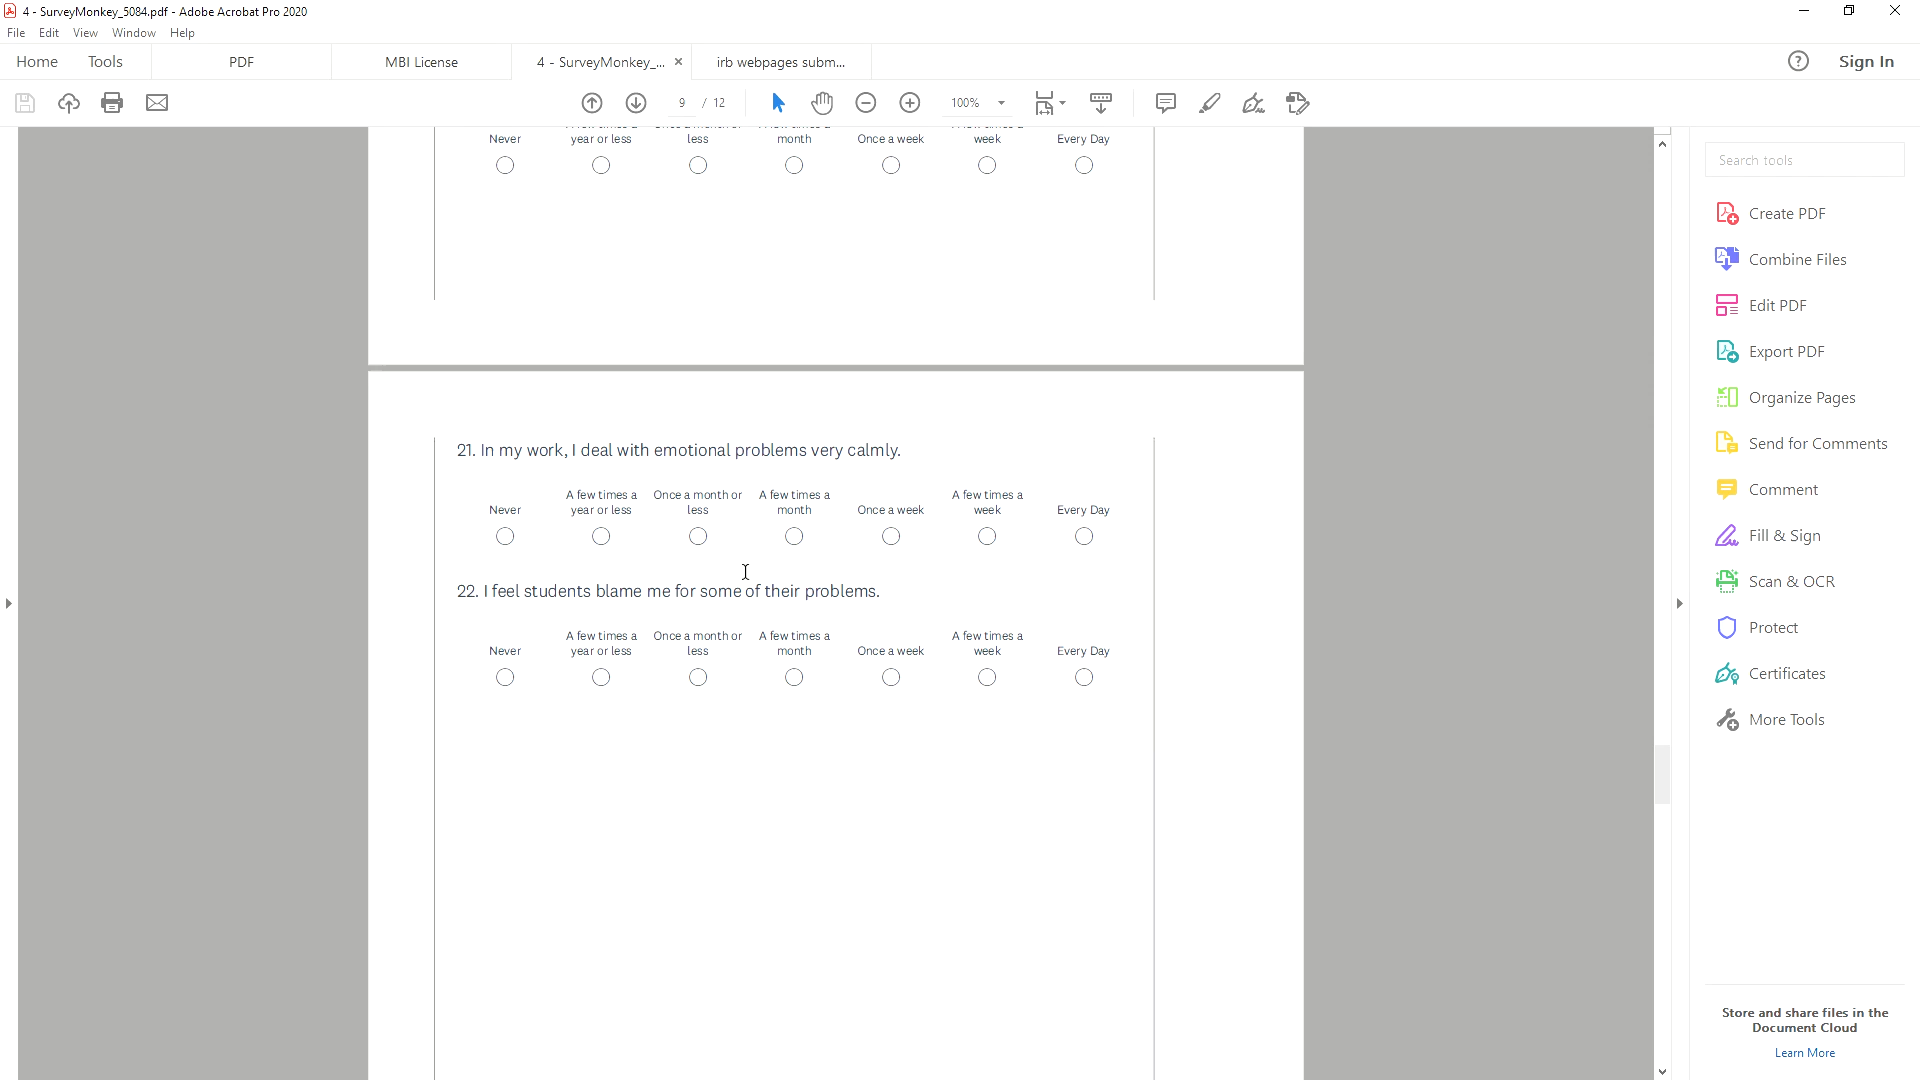 4 - SurveyMonkey_5084.pdf - Adobe Acrobat Pro 2020
File Edit View Window Help
Home Tools PDF MBI License 4 - SurveyMonkey_... × irb webpages subm... ? Sign In
9 / 12 100%
Never year or less less month Once a week week Every Day
21. In my work, I deal with emotional problems very calmly.
A few times a Once a month or A few times a A few times a
Never year or less less month Once a week week Every Day
22. I feel students blame me for some of their problems.
A few times a Once a month or A few times a A few times a
Never year or less less month Once a week week Every Day
Search tools
Create PDF
Combine Files
Edit PDF
Export PDF
Organize Pages
Send for Comments
Comment
Fill & Sign
Scan & OCR
Protect
Certificates
More Tools
Store and share files in the
Document Cloud
Learn More